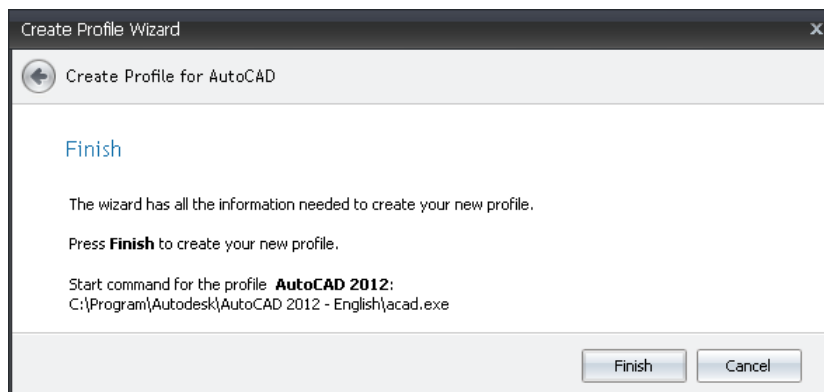 Create Profile Wizard
x
Create Profile for AutoCAD
Finish
The wizard has all the information needed to create your new profile.
Press Finish to create your new profile.
Start command for the profile AutoCAD 2012:
C:\Program\Autodesk\AutoCAD 2012 - English\acad.exe
Finish
Cancel